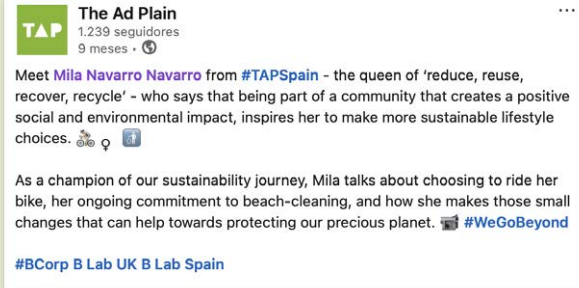 TAP
The Ad Plain
1.239 seguidores
9 meses •
...
Meet Mila Navarro Navarro from #TAPSpain - the queen of ‘reduce, reuse,
recover, recycle’ - who says that being part of a community that creates a positive
social and environmental impact, inspires her to make more sustainable lifestyle
choices. 🚴♀ 🚮
As a champion of our sustainability journey, Mila talks about choosing to ride her
bike, her ongoing commitment to beach-cleaning, and how she makes those small
changes that can help towards protecting our precious planet. 📹 #WeGoBeyond
#BCorp B Lab UK B Lab Spain